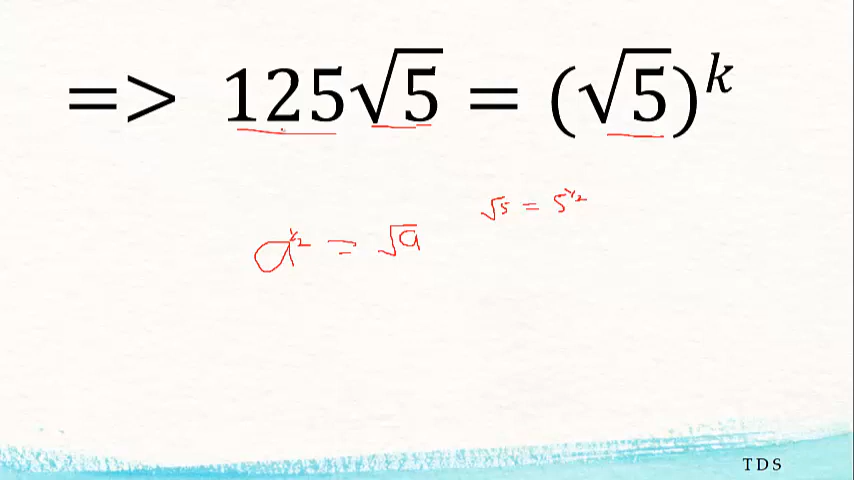 => 125√5 = (√5)^k
√5 = 5^½
a^½ = √a
TDS